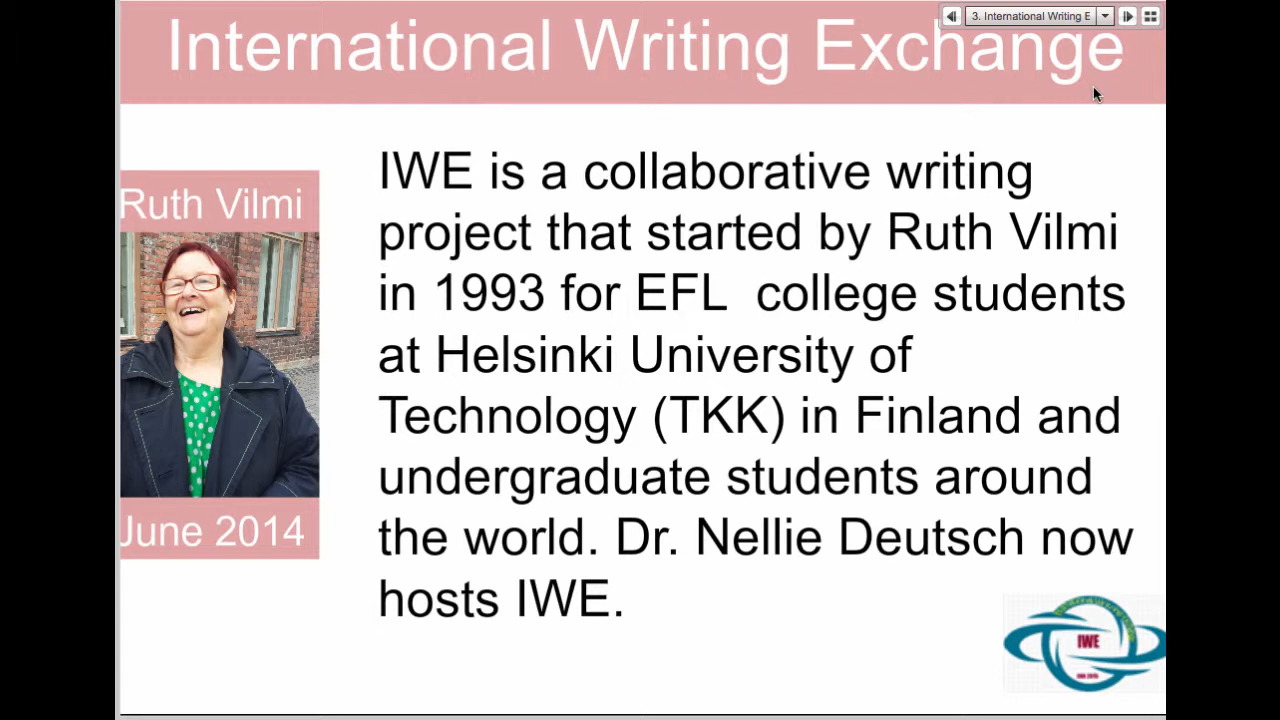 3. International Writing E
International Writing Exchange
Ruth Vilmi
June 2014
IWE is a collaborative writing
project that started by Ruth Vilmi
in 1993 for EFL college students
at Helsinki University of
Technology (TKK) in Finland and
undergraduate students around
the world. Dr. Nellie Deutsch now
hosts IWE.
IWE